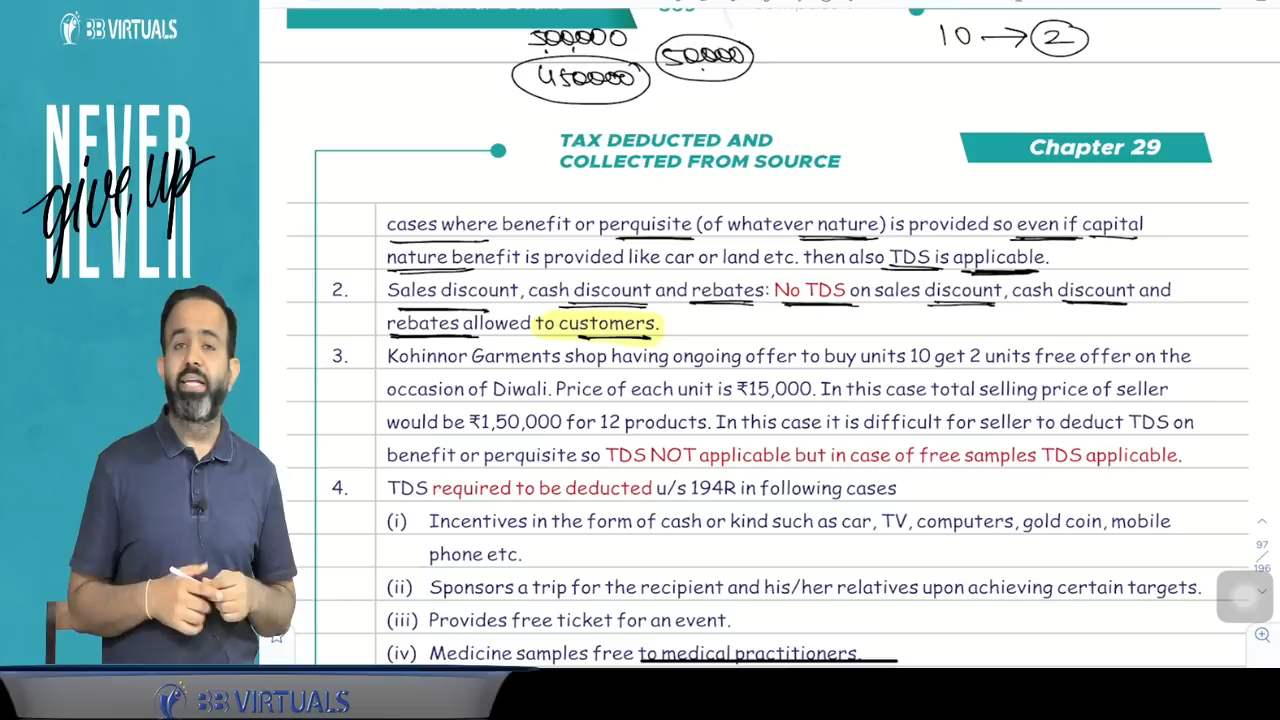 BB VIRTUALS
NEVER
give up
NEVER
5,00,000
4,50,000
50,000
10 → 2
TAX DEDUCTED AND
COLLECTED FROM SOURCE
Chapter 29
cases where benefit or perquisite (of whatever nature) is provided so even if capital
nature benefit is provided like car or land etc. then also TDS is applicable.
2. Sales discount, cash discount and rebates: No TDS on sales discount, cash discount and
rebates allowed to customers.
3. Kohinnor Garments shop having ongoing offer to buy units 10 get 2 units free offer on the
occasion of Diwali. Price of each unit is ₹15,000. In this case total selling price of seller
would be ₹1,50,000 for 12 products. In this case it is difficult for seller to deduct TDS on
benefit or perquisite so TDS NOT applicable but in case of free samples TDS applicable.
4. TDS required to be deducted u/s 194R in following cases
(i) Incentives in the form of cash or kind such as car, TV, computers, gold coin, mobile
phone etc.
(ii) Sponsors a trip for the recipient and his/her relatives upon achieving certain targets.
(iii) Provides free ticket for an event.
(iv) Medicine samples free to medical practitioners.
97
/
196
BB VIRTUALS